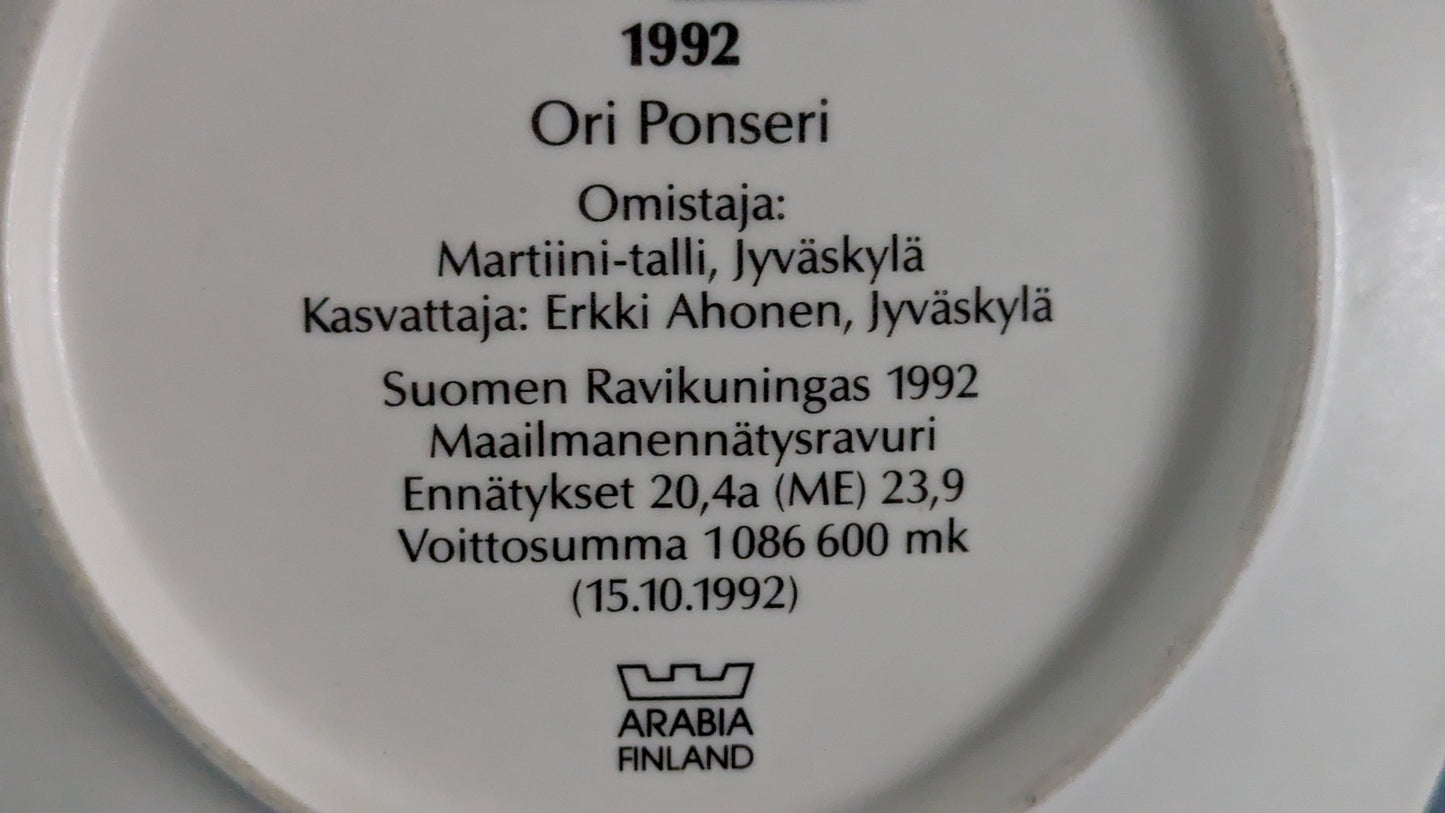 1992
Ori Ponseri
Omistaja:
Martiini-talli, Jyväskylä
Kasvattaja: Erkki Ahonen, Jyväskylä
Suomen Ravikuningas 1992
Maailmanennätysravuri
Ennätykset 20,4a (ME) 23,9
Voittosumma 1 086 600 mk
(15.10.1992)
ARABIA
FINLAND